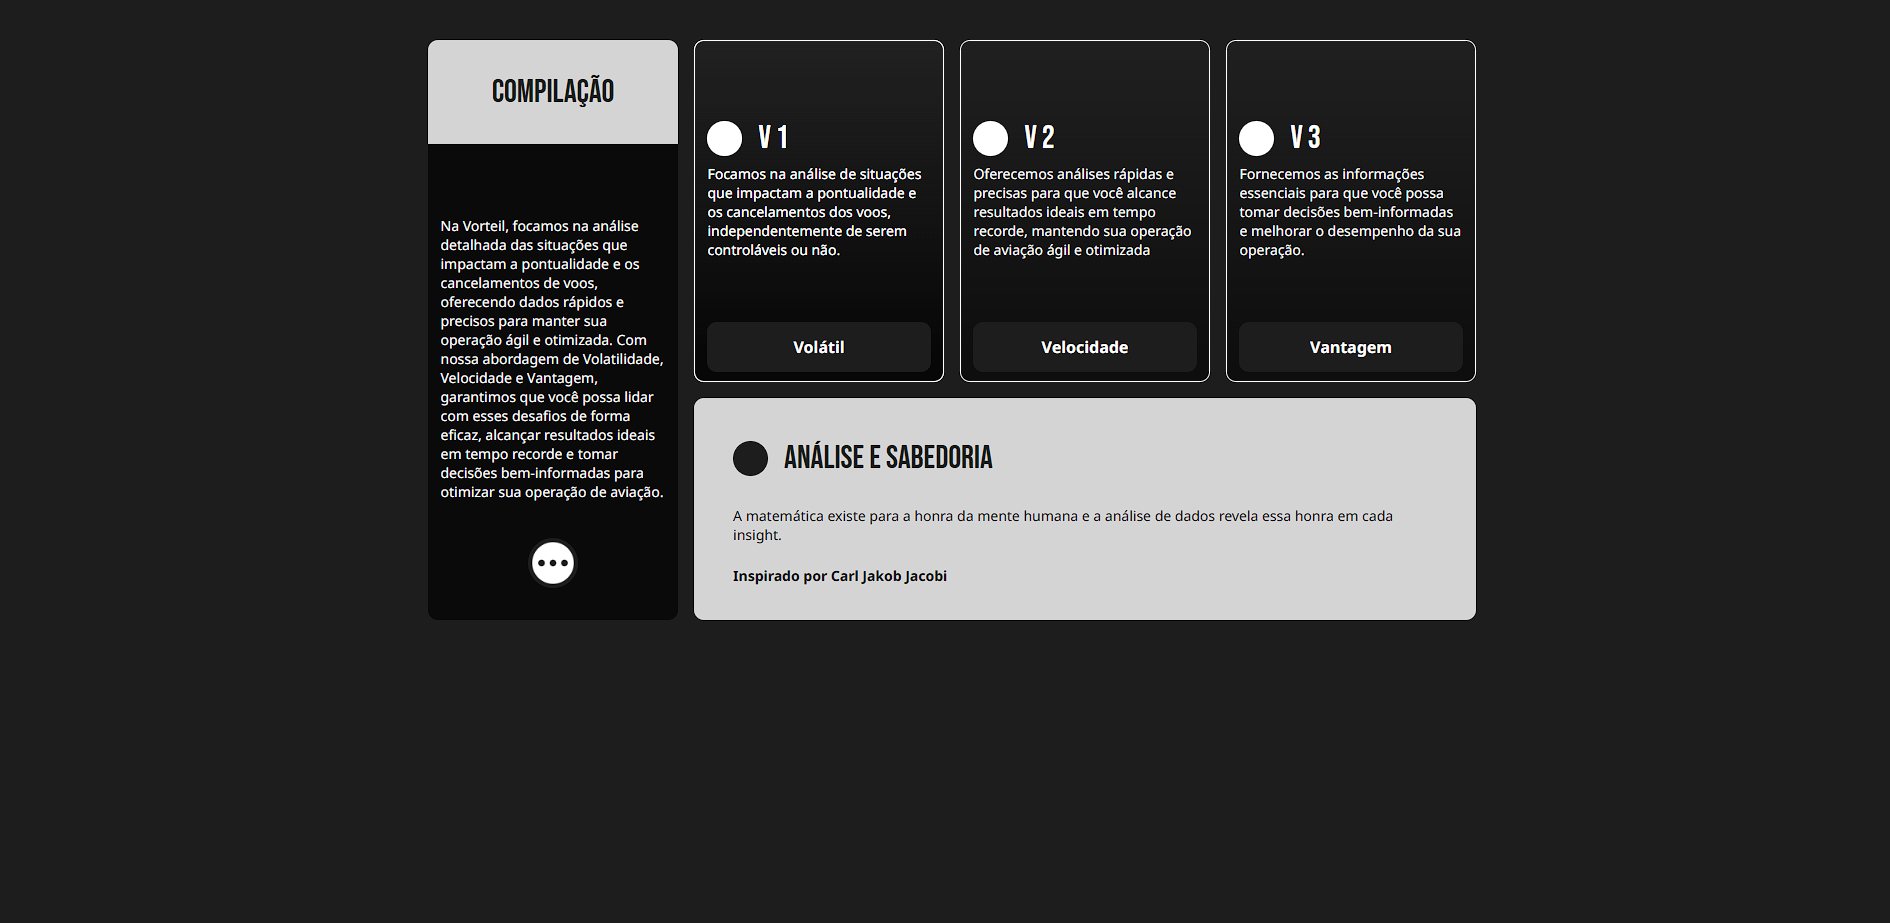 COMPILAÇÃO
Na Vorteil, focamos na análise
detalhada das situações que
impactam a pontualidade e os
cancelamentos de voos,
oferecendo dados rápidos e
precisos para manter sua
operação ágil e otimizada. Com
nossa abordagem de Volatilidade,
Velocidade e Vantagem,
garantimos que você possa lidar
com esses desafios de forma
eficaz, alcançar resultados ideais
em tempo recorde e tomar
decisões bem-informadas para
otimizar sua operação de aviação.
V 1
Focamos na análise de situações
que impactam a pontualidade e
os cancelamentos dos voos,
independentemente de serem
controláveis ou não.
Volátil
V 2
Oferecemos análises rápidas e
precisas para que você alcance
resultados ideais em tempo
recorde, mantendo sua operação
de aviação ágil e otimizada
Velocidade
V 3
Fornecemos as informações
essenciais para que você possa
tomar decisões bem-informadas
e melhorar o desempenho da sua
operação.
Vantagem
ANÁLISE E SABEDORIA
A matemática existe para a honra da mente humana e a análise de dados revela essa honra em cada
insight.
Inspirado por Carl Jakob Jacobi